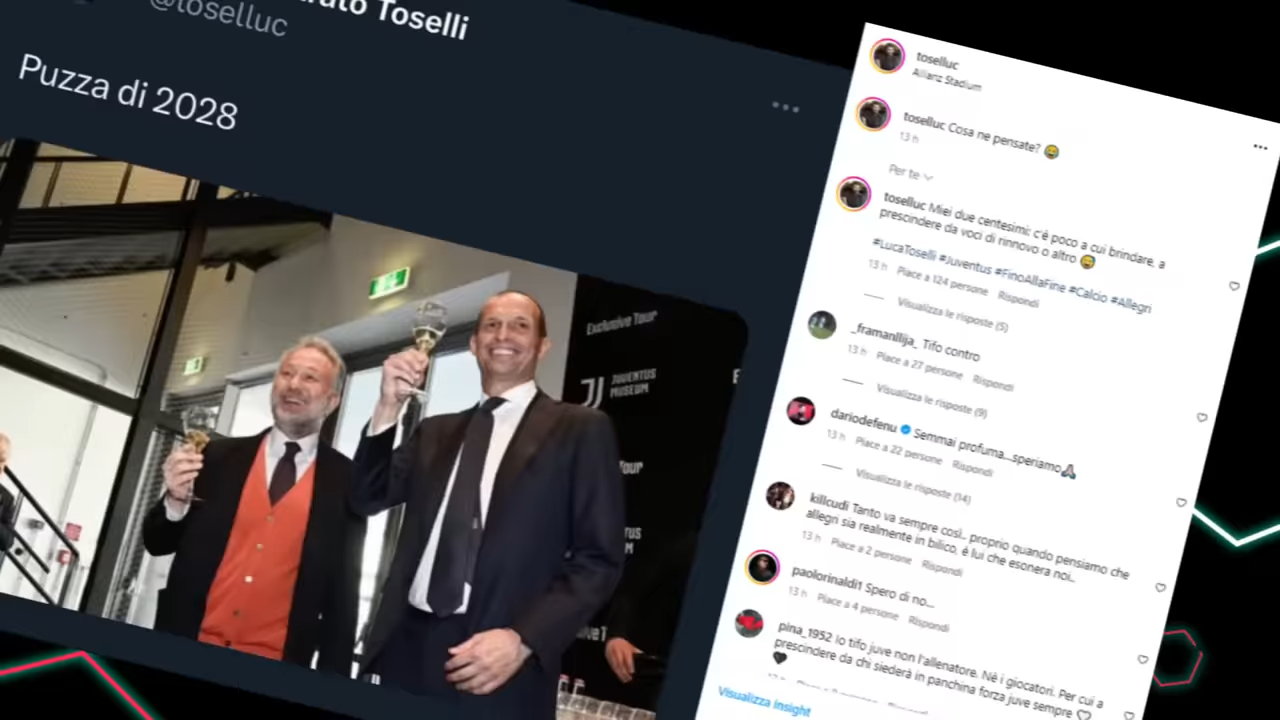 Toselli
@toselluc
Puzza di 2028
Exclusive Tour
JUVENTUS
MUSEUM
toselluc
Allianz Stadium
toselluc Cosa ne pensate? 😅
13 h
Per te
toselluc Miei due centesimi: c'è poco a cui brindare, a
prescindere da voci di rinnovo o altro 😅
#LucaToselli #Juventus #FinoAllaFine #Calcio #Allegri
13 h Piace a 124 persone Rispondi
Visualizza le risposte (5)
_framanllija_ Tifo contro
13 h Piace a 27 persone Rispondi
Visualizza le risposte (9)
dariodefenu Semmai profuma...speriamo🙏
13 h Piace a 22 persone Rispondi
Visualizza le risposte (14)
killcudi Tanto va sempre così.. proprio quando pensiamo che
allegri sia realmente in bilico, è lui che esonera noi..
13 h Piace a 2 persone Rispondi
paolorinaldi1 Spero di no...
13 h Piace a 4 persone Rispondi
pina_1952 Io tifo juve non l'allenatore. Nè i giocatori. Per cui a
prescindere da chi siederà in panchina forza juve sempre 🤍
🖤
Visualizza insight